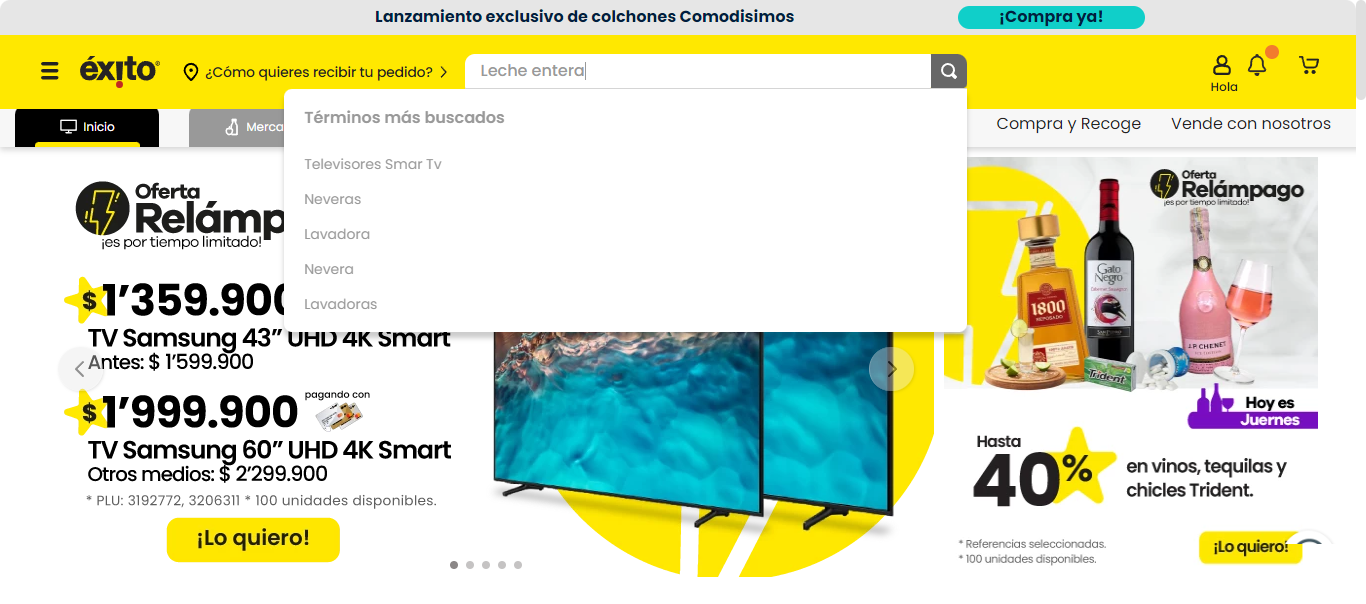 Lanzamiento exclusivo de colchones Comodisimos
¡Compra ya!
éxito
¿Cómo quieres recibir tu pedido?
Leche entera
Hola
Inicio
Merca
Compra y Recoge
Vende con nosotros
Términos más buscados
Televisores Smar Tv
Neveras
Lavadora
Nevera
Lavadoras
Oferta
Relámp
¡es por tiempo limitado!
$1’359.900
TV Samsung 43” UHD 4K Smart
Antes: $ 1’599.900
$1’999.900
pagando con
TV Samsung 60” UHD 4K Smart
Otros medios: $ 2’299.900
* PLU: 3192772, 3206311 * 100 unidades disponibles.
¡Lo quiero!
Oferta
Relámpago
¡es por tiempo limitado!
Gato
Negro
1800
REPOSADO
J.P. CHENET
Trident
Hoy es
Juernes
Hasta
40%
en vinos, tequilas y
chicles Trident.
* Referencias seleccionadas.
* 100 unidades disponibles.
¡Lo quiero!